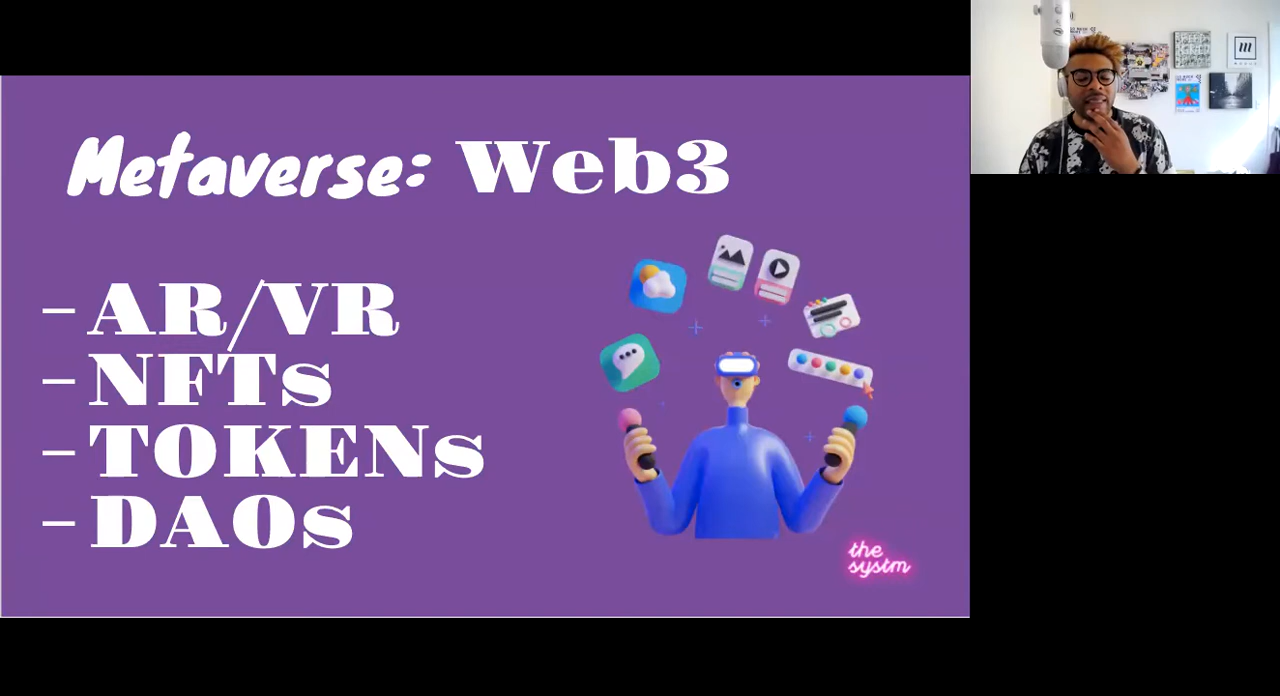 Metaverse: Web3
– AR/VR
– NFTs
– TOKENs
– DAOs
the
systm